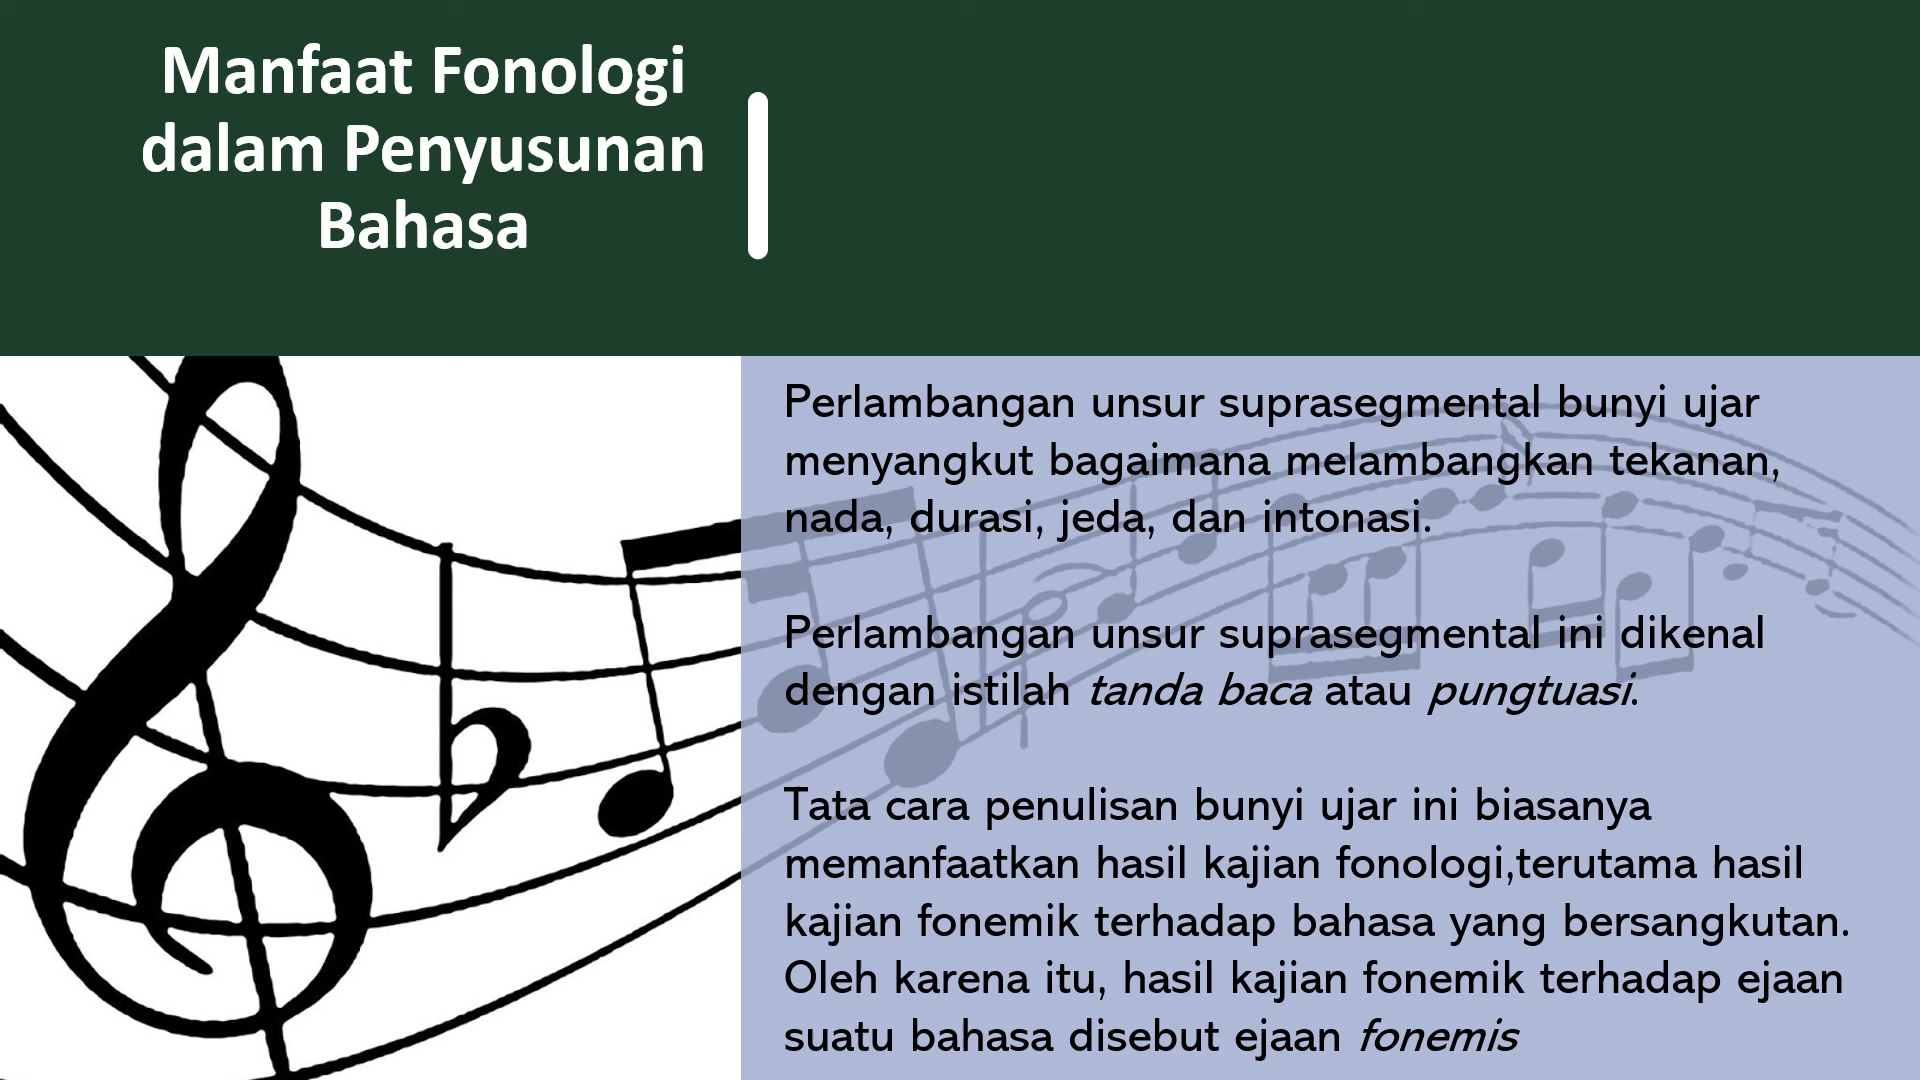 Manfaat Fonologi
dalam Penyusunan
Bahasa
Perlambangan unsur suprasegmental bunyi ujar
menyangkut bagaimana melambangkan tekanan,
nada, durasi, jeda, dan intonasi.
Perlambangan unsur suprasegmental ini dikenal
dengan istilah tanda baca atau pungtuasi.
Tata cara penulisan bunyi ujar ini biasanya
memanfaatkan hasil kajian fonologi,terutama hasil
kajian fonemik terhadap bahasa yang bersangkutan.
Oleh karena itu, hasil kajian fonemik terhadap ejaan
suatu bahasa disebut ejaan fonemis